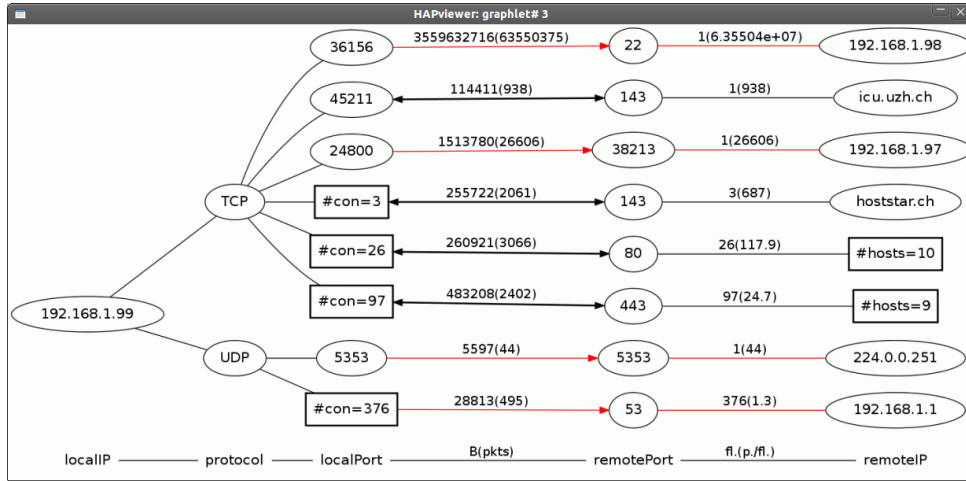 HAPviewer: graphlet# 3
36156 3559632716(63550375) 22 1(6.35504e+07) 192.168.1.98
45211 114411(938) 143 1(938) icu.uzh.ch
24800 1513780(26606) 38213 1(26606) 192.168.1.97
TCP #con=3 255722(2061) 143 3(687) hoststar.ch
#con=26 260921(3066) 80 26(117.9) #hosts=10
#con=97 483208(2402) 443 97(24.7) #hosts=9
192.168.1.99
UDP 5353 5597(44) 5353 1(44) 224.0.0.251
#con=376 28813(495) 53 376(1.3) 192.168.1.1
localIP protocol localPort B(pkts) remotePort fl.(p./fl.) remoteIP